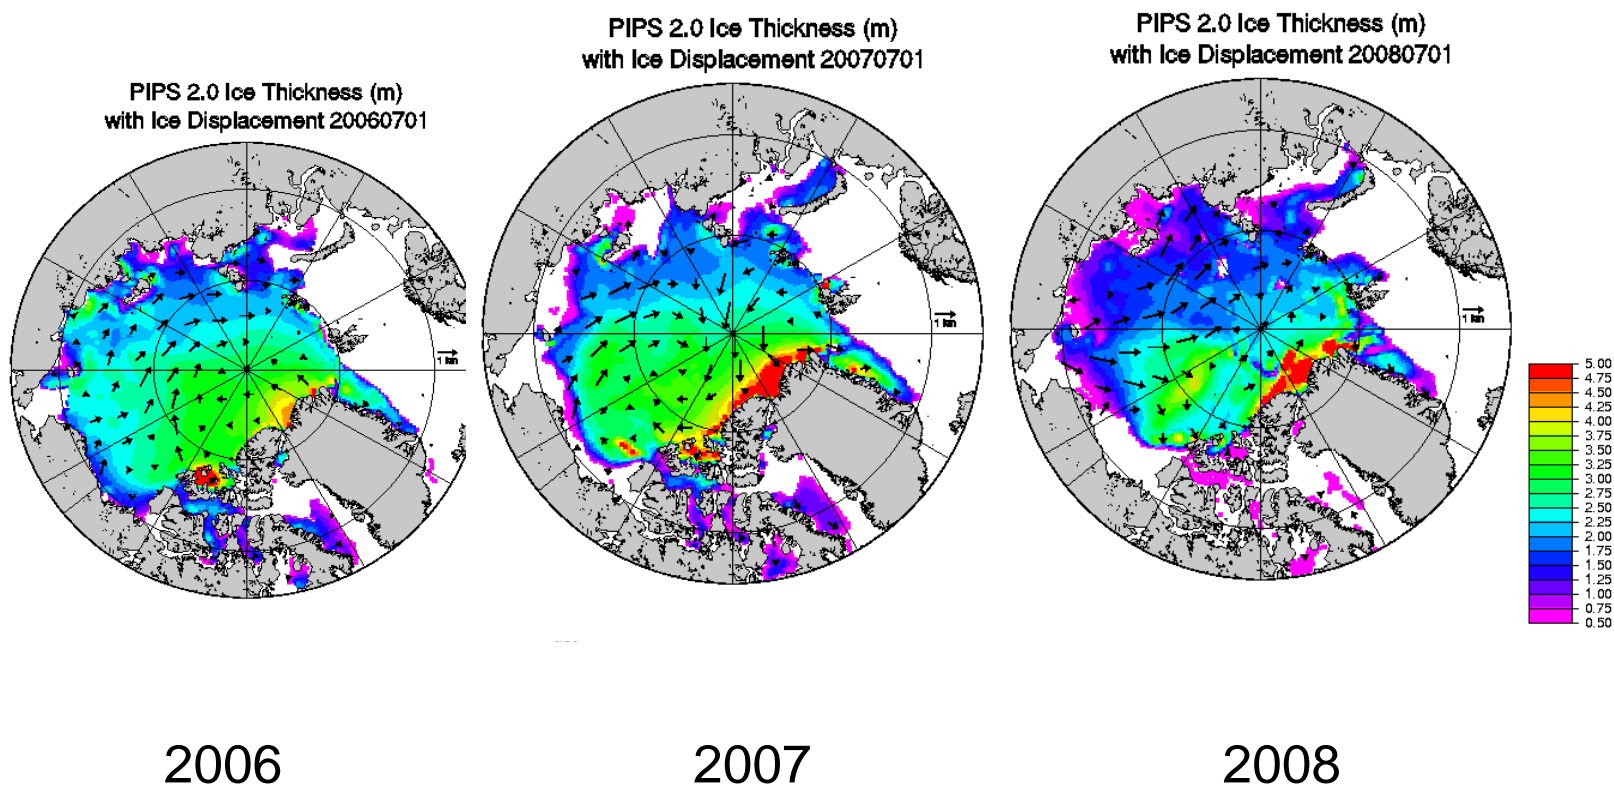 PIPS 2.0 Ice Thickness (m)
with Ice Displacement 20060701
1 km
PIPS 2.0 Ice Thickness (m)
with Ice Displacement 20070701
1 km
PIPS 2.0 Ice Thickness (m)
with Ice Displacement 20080701
1 km
5.00
4.75
4.50
4.25
4.00
3.75
3.50
3.25
3.00
2.75
2.50
2.25
2.00
1.75
1.50
1.25
1.00
0.75
0.50
2006
2007
2008